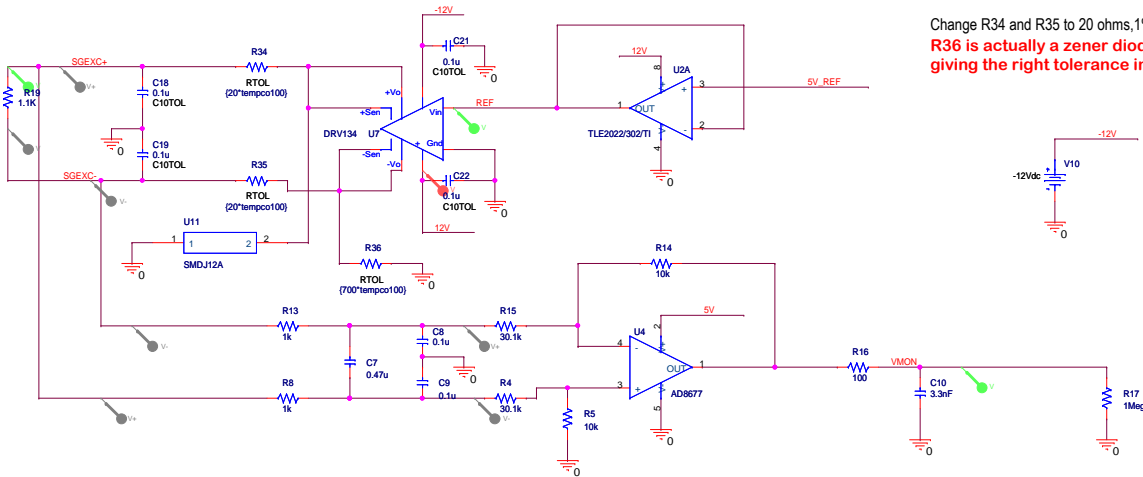 Change R34 and R35 to 20 ohms,1%
R36 is actually a zener
giving the right tolerance
-12V
C21
0.1u
C10TOL
0
SGEXC+
V+
R19
1.1K
V-
C18
0.1u
C10TOL
R34
RTOL
{20*tempco100}
0
C19
0.1u
C10TOL
+Vo
+Sen
DRV134
U7
-Sen
-Vo
Vin
Gnd
+
REF
V
12V
U2A
8
3
+
5V_REF
1
OUT
2
-
V+
V-
TLE2022/302/TI
4
0
SGEXC-
V-
R35
RTOL
{20*tempco100}
C22
0.1u
C10TOL
0
12V
-12V
V10
-12Vdc
0
U11
1
1
2
2
SMDJ12A
0
R36
RTOL
{700*tempco100}
0
R14
10k
R13
1k
V-
C7
0.47u
C8
0.1u
0
V+
R15
30.1k
U4
5V
2
4
-
V+
OUT
1
3
+
V-
5
AD8677
0
R8
1k
V+
C9
0.1u
R4
30.1k
V-
R5
10k
0
R16
100
VMON
C10
3.3nF
0
V
R17
1Meg
0